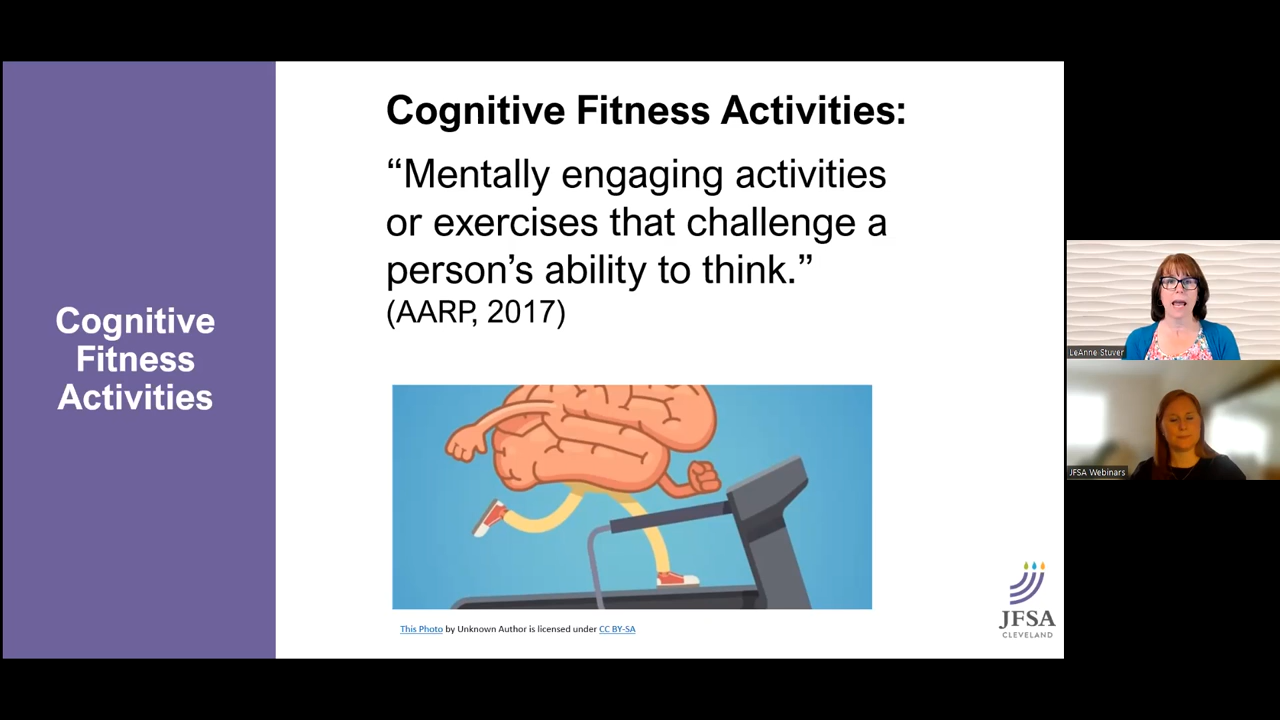 Cognitive
Fitness
Activities
Cognitive Fitness Activities:
“Mentally engaging activities
or exercises that challenge a
person’s ability to think.”
(AARP, 2017)
This Photo by Unknown Author is licensed under CC BY-SA
JFSA
CLEVELAND
LeAnne Stuver
JFSA Webinars